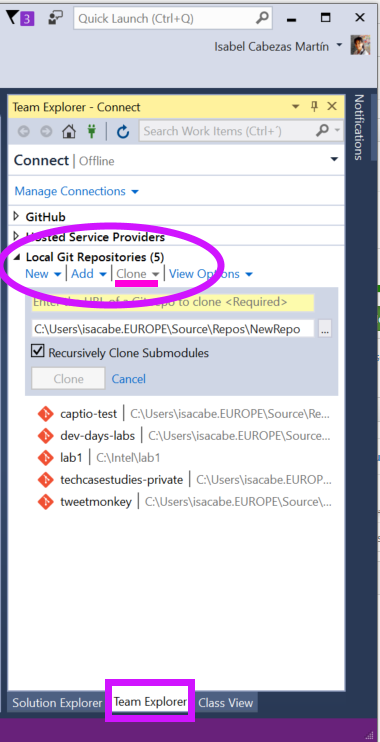 3
Quick Launch (Ctrl+Q)
Isabel Cabezas Martín
Notifications
Team Explorer - Connect
Search Work Items (Ctrl+´)
Connect | Offline
Manage Connections
GitHub
Hosted Service Providers
Local Git Repositories (5)
New | Add | Clone | View Options
Enter the URL of a Git repo to clone <Required>
C:\Users\isacabe.EUROPE\Source\Repos\NewRepo ...
Recursively Clone Submodules
Clone Cancel
captio-test | C:\Users\isacabe.EUROPE\Source\Re...
dev-days-labs | C:\Users\isacabe.EUROPE\Source...
lab1 | C:\Intel\lab1
techcasestudies-private | C:\Users\isacabe.EUROP...
tweetmonkey | C:\Users\isacabe.EUROPE\Source\...
Solution Explorer Team Explorer Class View